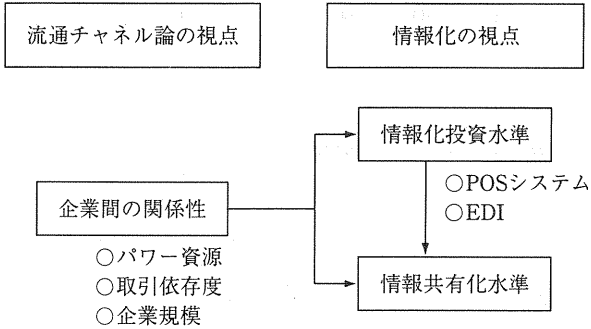 流通チャネル論の視点
情報化の視点
情報化投資水準
○POSシステム
○EDI
企業間の関係性
○パワー資源
○取引依存度
○企業規模
情報共有化水準